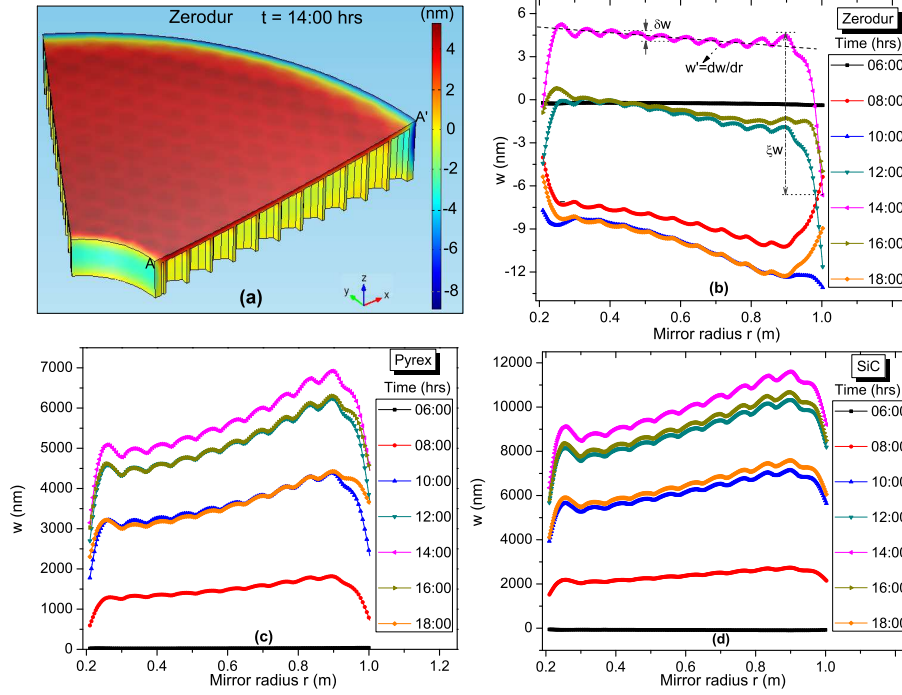 Zerodur t = 14:00 hrs
(nm)
4
2
0
-2
-4
-6
-8
A'
A
z
y
x
(a)
6
3
0
-3
-6
-9
-12
w (nm)
δw
w'=dw/dr
ξw
0.2 0.4 0.6 0.8 1.0
Mirror radius r (m)
(b)
Zerodur
Time (hrs)
06:00
08:00
10:00
12:00
14:00
16:00
18:00
7000
6000
5000
4000
3000
2000
1000
0
w (nm)
0.2 0.4 0.6 0.8 1.0 1.2
Mirror radius r (m)
(c)
Pyrex
Time (hrs)
06:00
08:00
10:00
12:00
14:00
16:00
18:00
12000
10000
8000
6000
4000
2000
0
w (nm)
0.2 0.4 0.6 0.8 1.0
Mirror radius r (m)
(d)
SiC
Time (hrs)
06:00
08:00
10:00
12:00
14:00
16:00
18:00